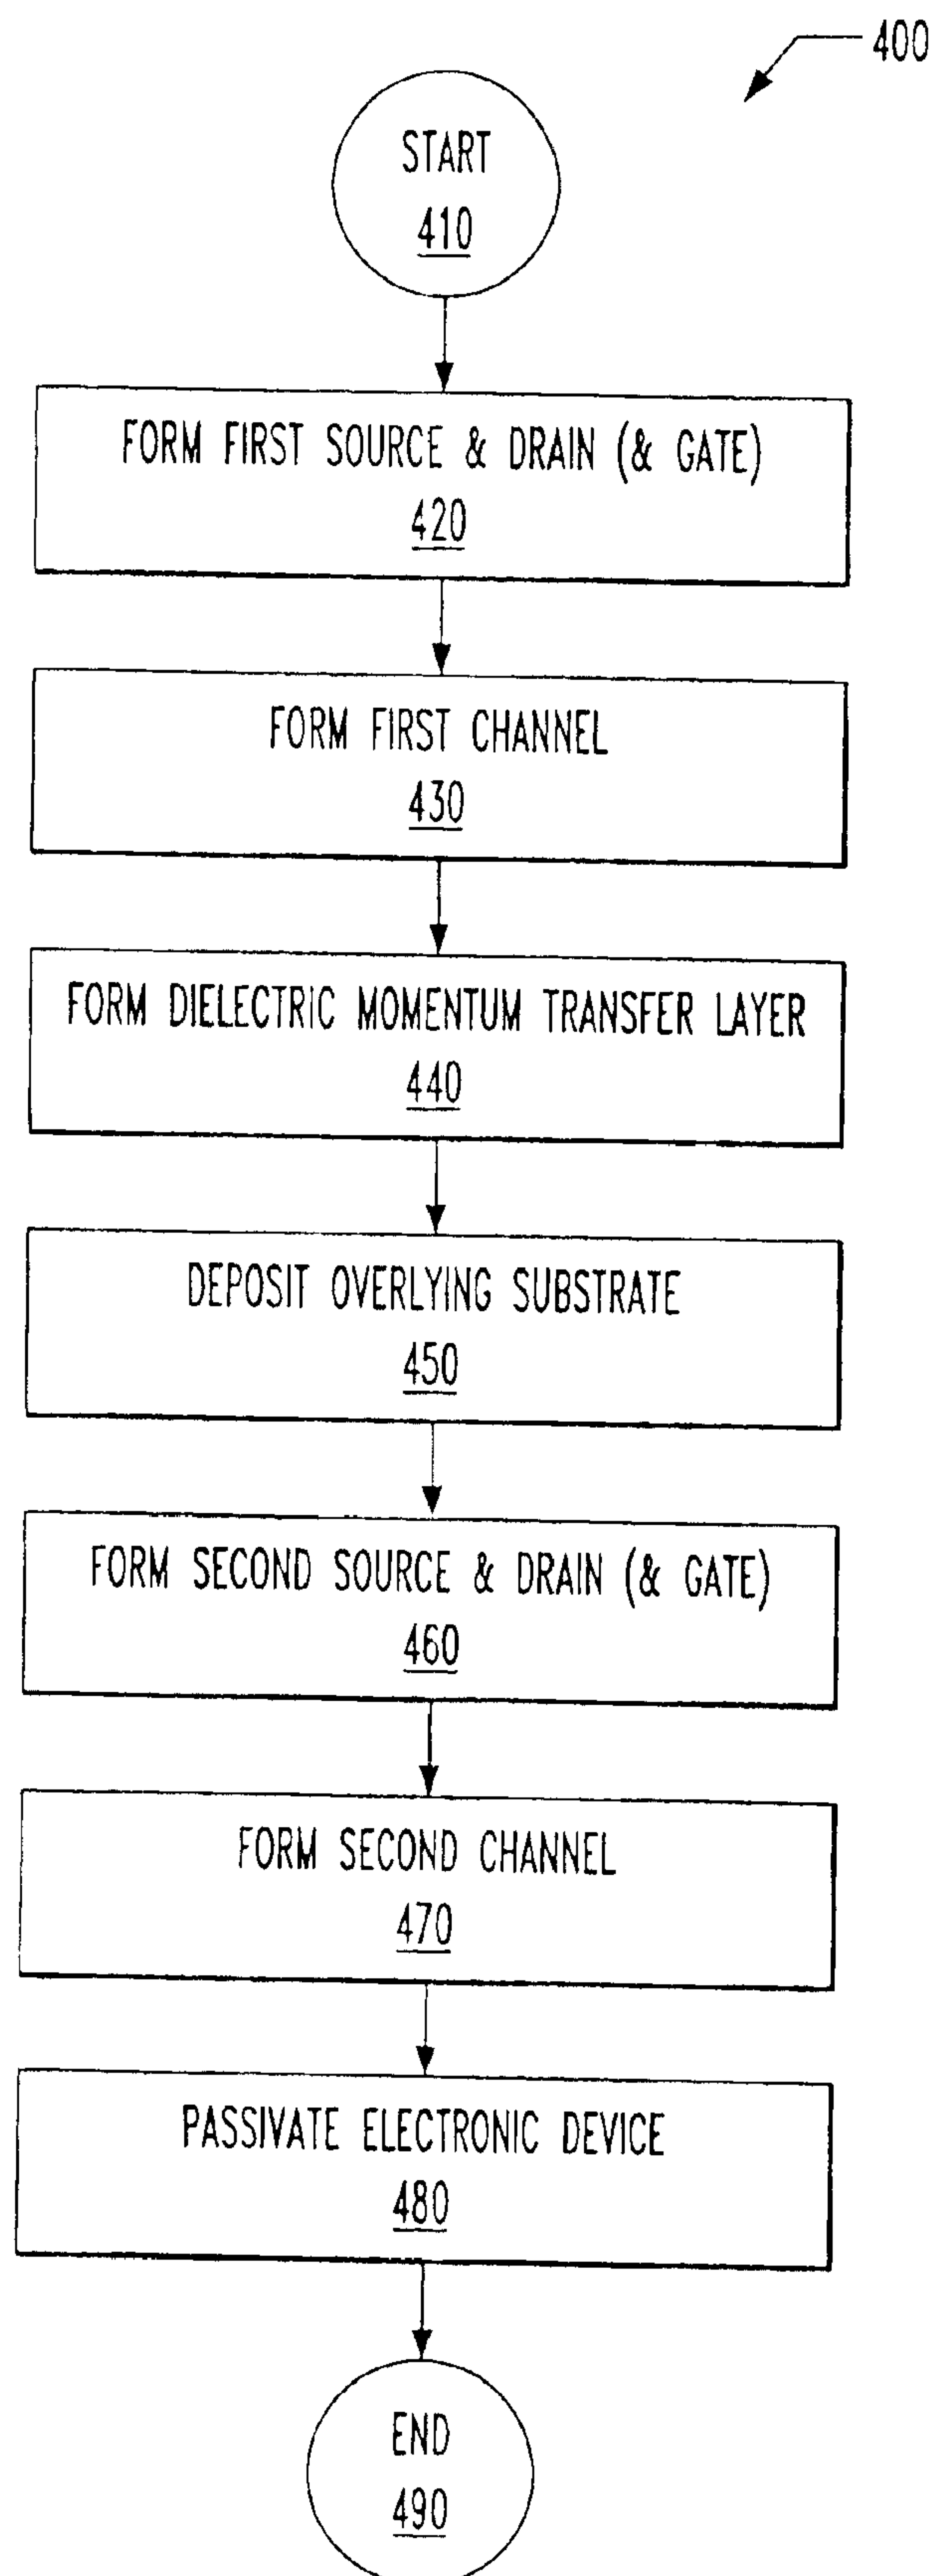 400
START
410
FORM FIRST SOURCE & DRAIN (& GATE)
420
FORM FIRST CHANNEL
430
FORM DIELECTRIC MOMENTUM TRANSFER LAYER
440
DEPOSIT OVERLYING SUBSTRATE
450
FORM SECOND SOURCE & DRAIN (& GATE)
460
FORM SECOND CHANNEL
470
PASSIVATE ELECTRONIC DEVICE
480
END
490